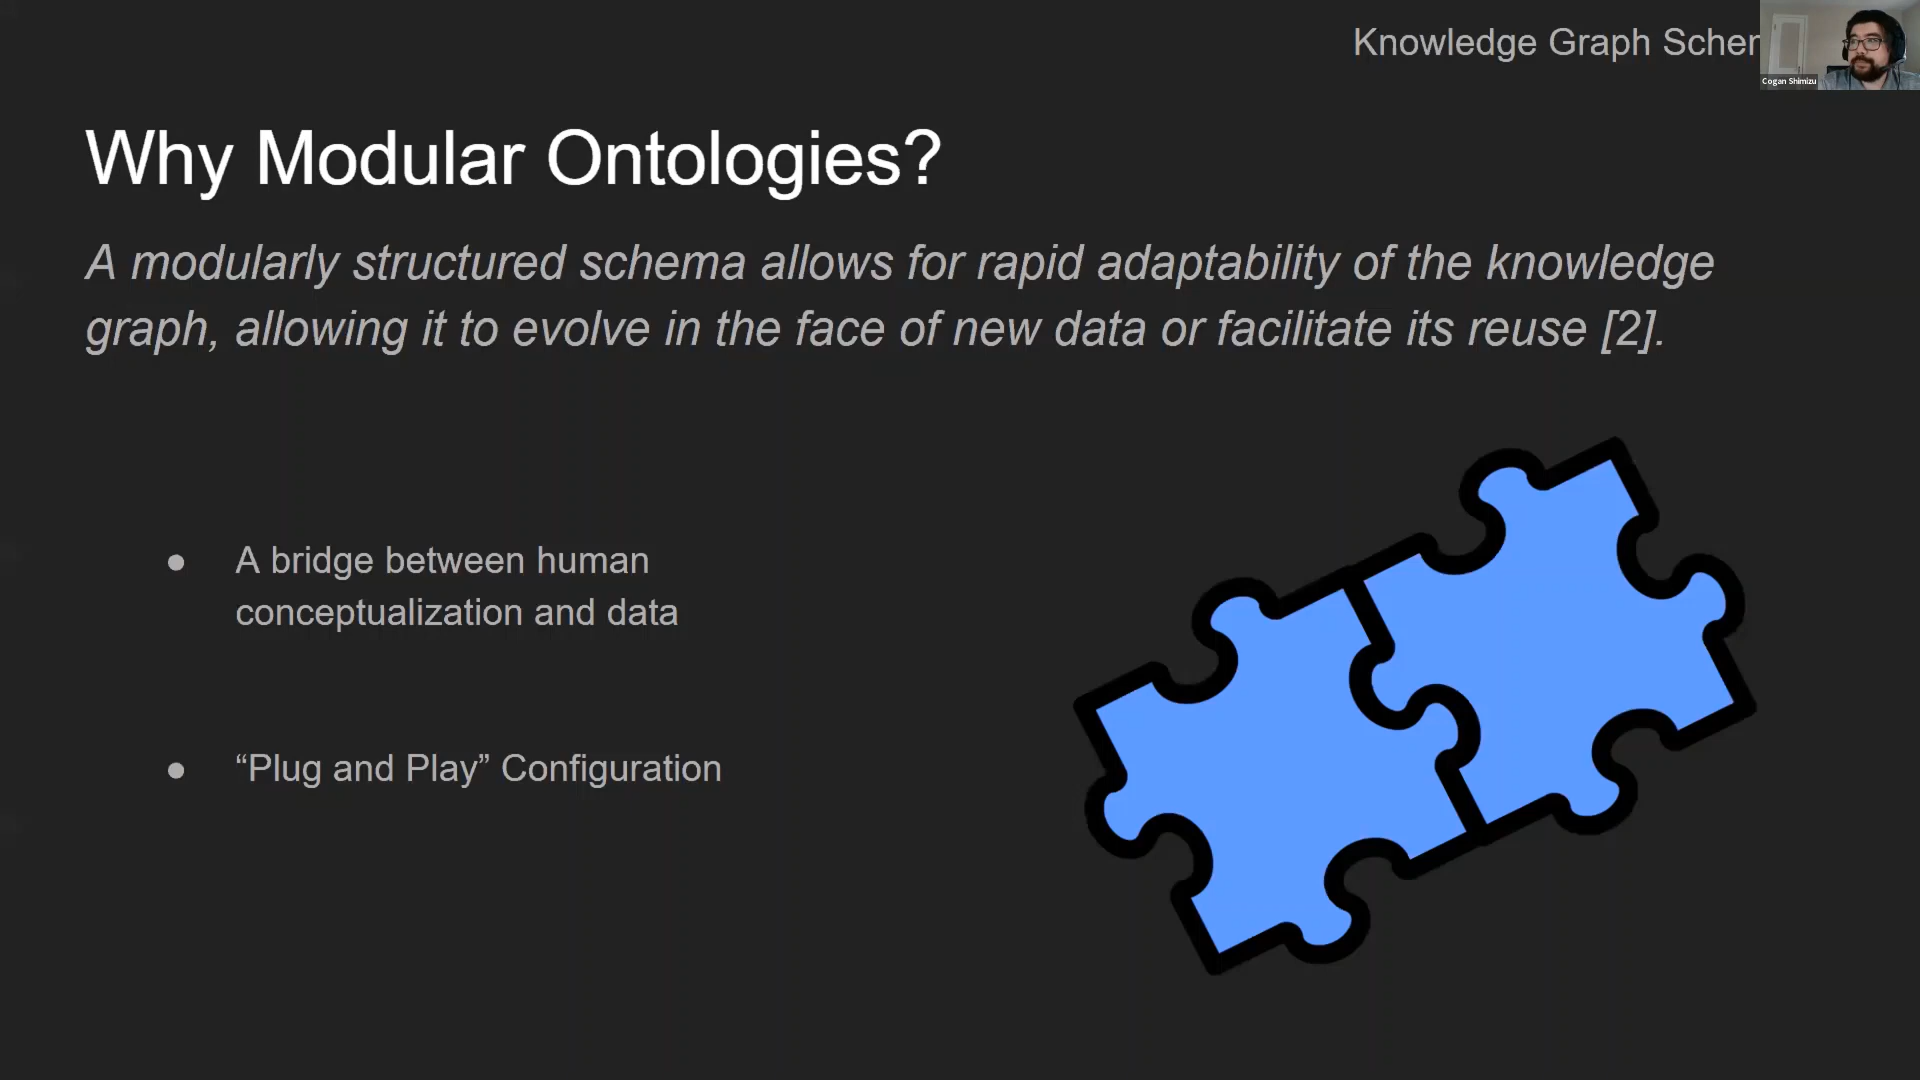 Knowledge Graph
Cogan Shimizu
Why Modular Ontologies?
A modularly structured schema allows for rapid adaptability of the knowledge
graph, allowing it to evolve in the face of new data or facilitate its reuse [2].
● A bridge between human
conceptualization and data
● “Plug and Play” Configuration